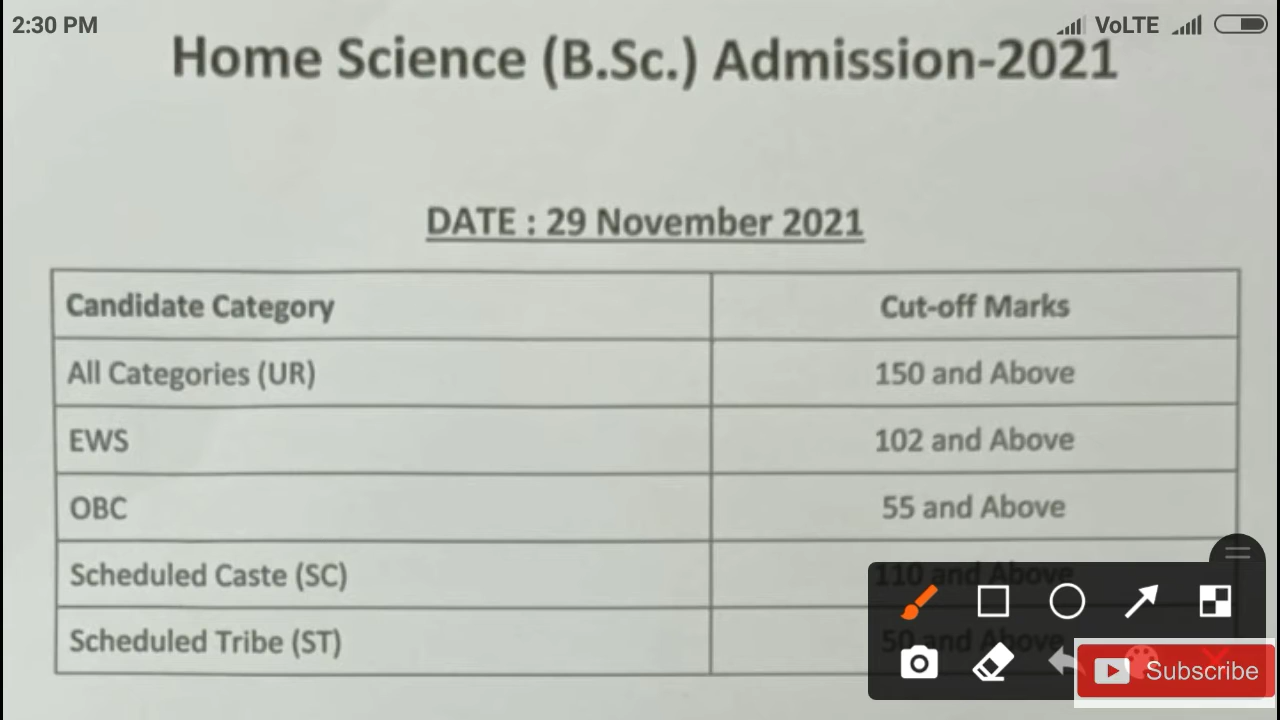 2:30 PM
VoLTE
Home Science (B.Sc.) Admission-2021
DATE : 29 November 2021
Candidate Category Cut-off Marks
All Categories (UR) 150 and Above
EWS 102 and Above
OBC 55 and Above
Scheduled Caste (SC) 110 and Above
Scheduled Tribe (ST) 50 and Above
Subscribe